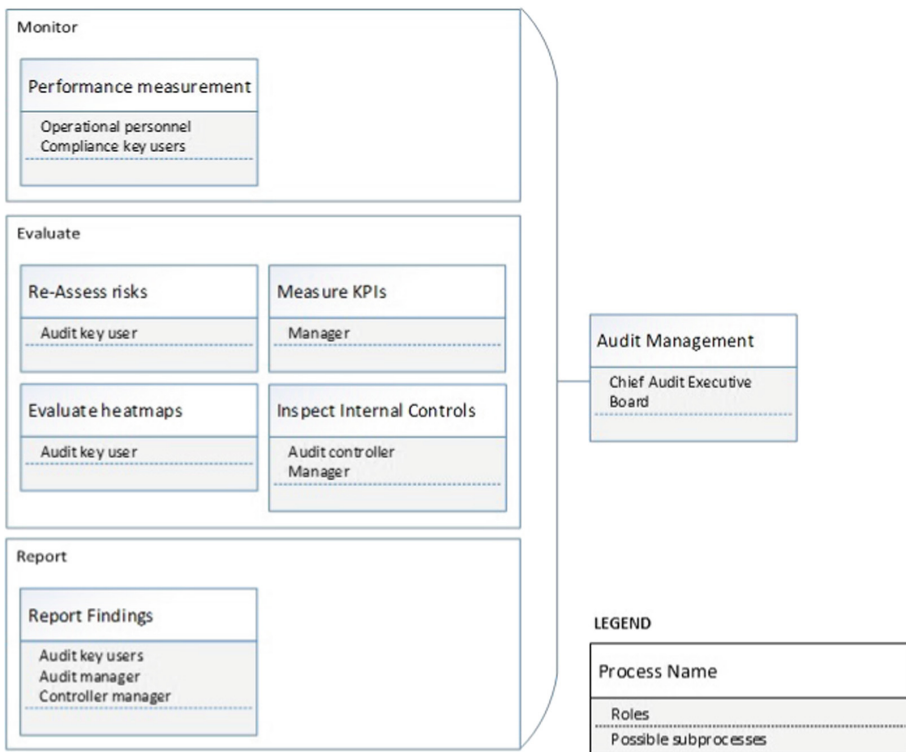 Monitor
Performance measurement
Operational personnel
Compliance key users
Evaluate
Re-Assess risks
Audit key user
Measure KPIs
Manager
Evaluate heatmaps
Audit key user
Inspect Internal Controls
Audit controller
Manager
Report
Report Findings
Audit key users
Audit manager
Controller manager
Audit Management
Chief Audit Executive
Board
LEGEND
Process Name
Roles
Possible subprocesses